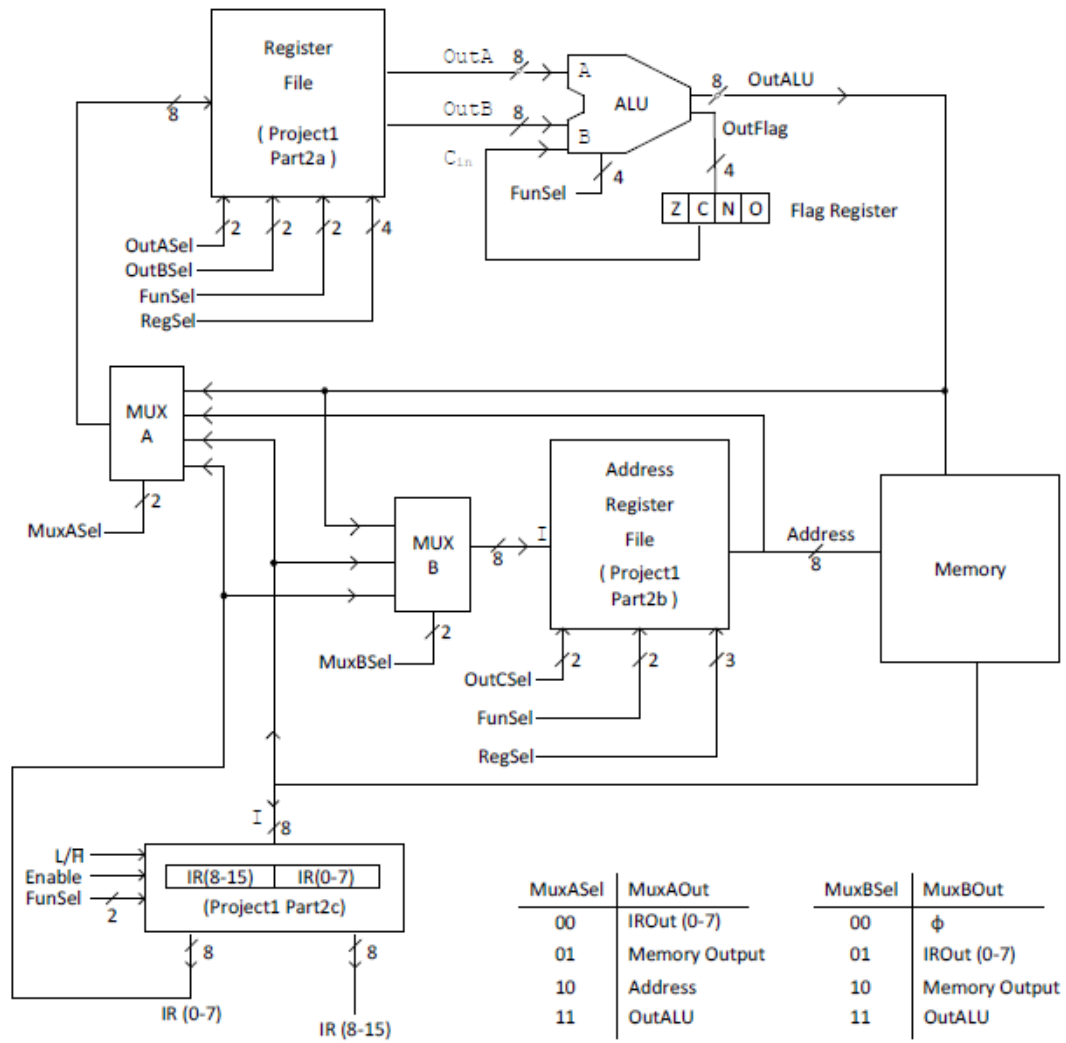 Register
File
( Project1
Part2a )
8
OutA
8
OutB
8
Cin
A
B
ALU
8
OutALU
OutFlag
4
FunSel
4
Z C N O
Flag Register
2
2
2
4
OutASel
OutBSel
FunSel
RegSel
MUX
A
2
MuxASel
MUX
B
8
I
2
MuxBSel
Address
Register
File
( Project1
Part2b )
Address
8
Memory
2
2
3
OutCSel
FunSel
RegSel
I
8
L/H̅
Enable
FunSel
2
IR(8-15) IR(0-7)
(Project1 Part2c)
8
8
IR (0-7)
IR (8-15)
MuxASel MuxAOut
00 IROut (0-7)
01 Memory Output
10 Address
11 OutALU
MuxBSel MuxBOut
00 ϕ
01 IROut (0-7)
10 Memory Output
11 OutALU